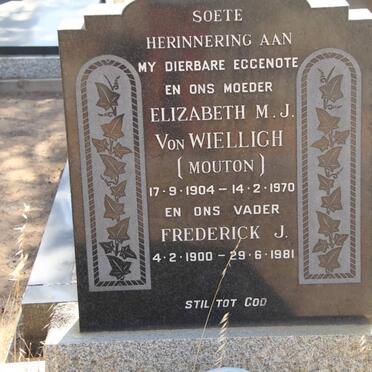 SOETE
HERINNERING AAN
MY DIERBARE EGGENOTE
EN ONS MOEDER
ELIZABETH M. J.
VON WIELLIGH
(MOUTON)
17·9·1904 – 14·2·1970
EN ONS VADER
FREDERICK J.
4·2·1900 – 29·6·1981
STIL TOT GOD